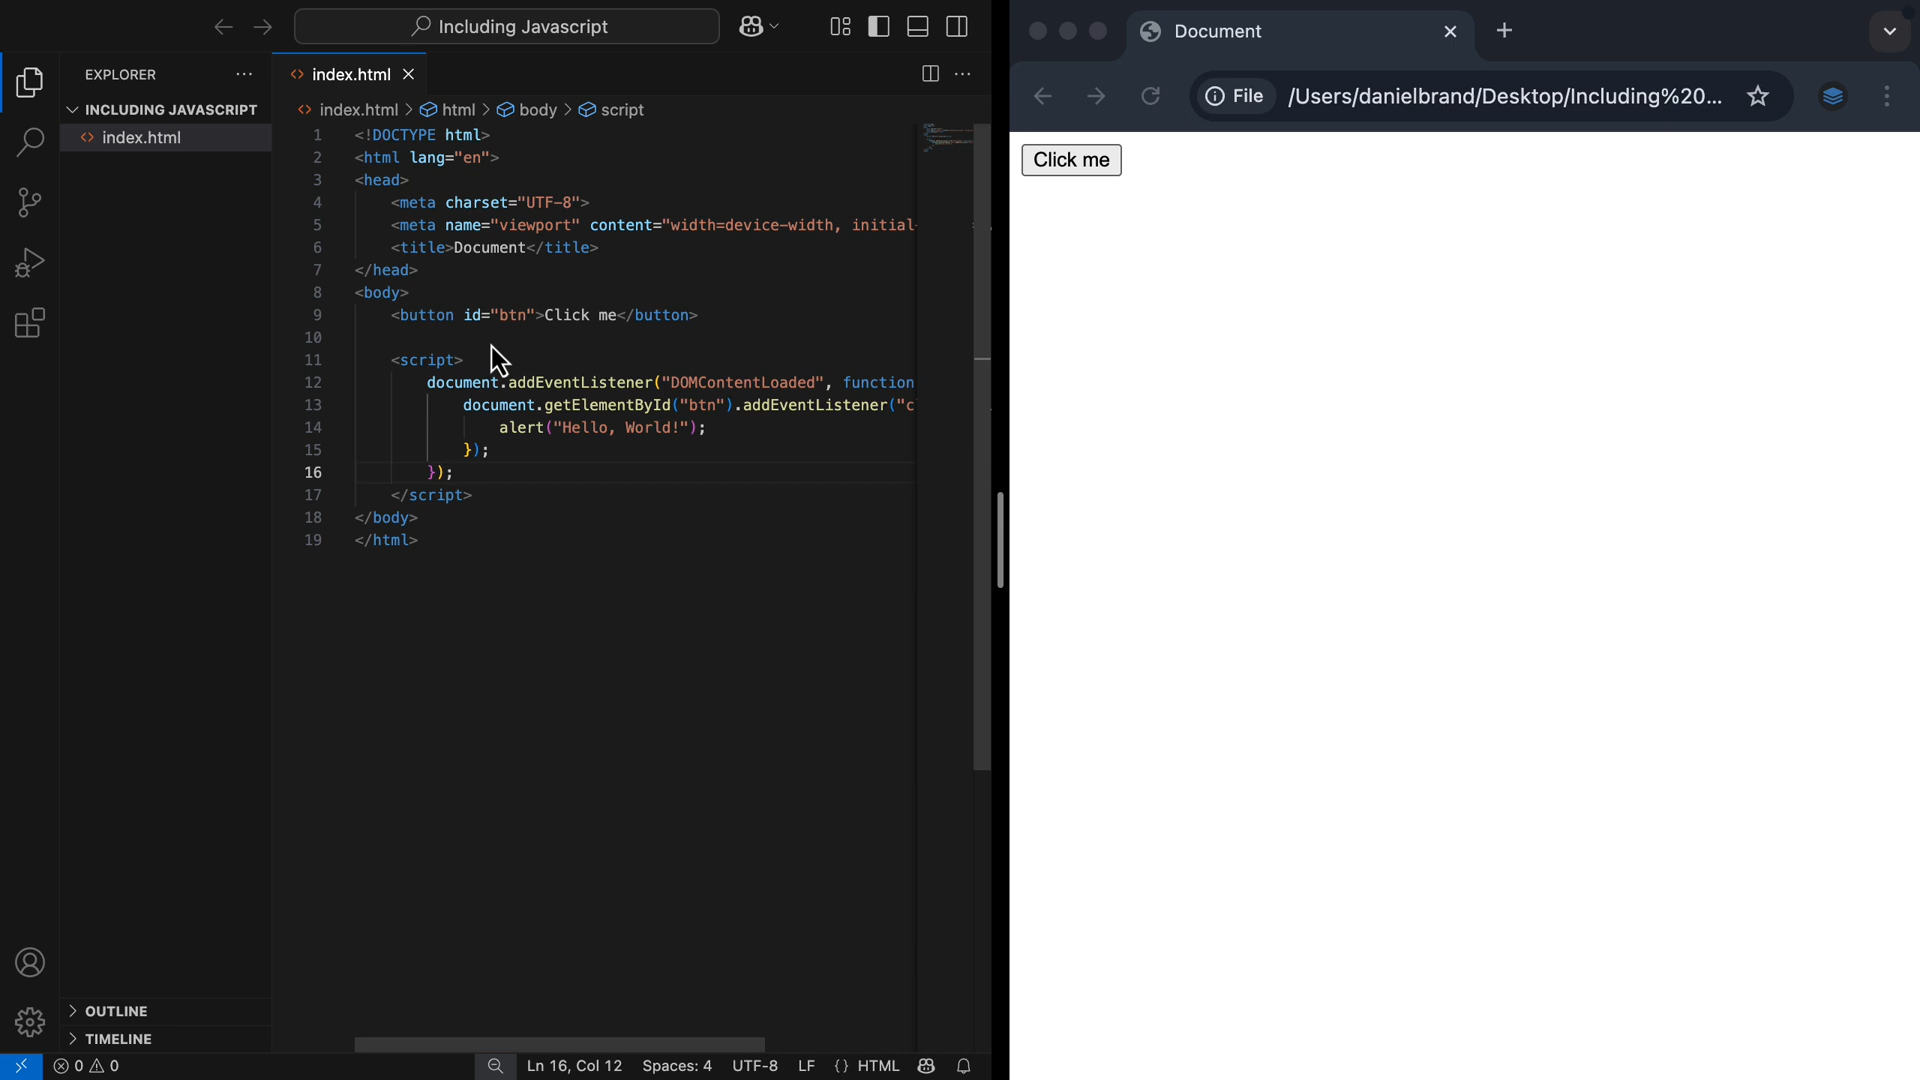 Including Javascript
EXPLORER
INCLUDING JAVASCRIPT
index.html
OUTLINE
TIMELINE
index.html
index.html > html > body > script
1 <!DOCTYPE html>
2 <html lang="en">
3 <head>
4 <meta charset="UTF-8">
5 <meta name="viewport" content="width=device-width, initial-
6 <title>Document</title>
7 </head>
8 <body>
9 <button id="btn">Click me</button>
10
11 <script>
12 document.addEventListener("DOMContentLoaded", function
13 document.getElementById("btn").addEventListener("c
14 alert("Hello, World!");
15 });
16 });
17 </script>
18 </body>
19 </html>
0 0
Ln 16, Col 12 Spaces: 4 UTF-8 LF {} HTML
Document
File /Users/danielbrand/Desktop/Including%20...
Click me